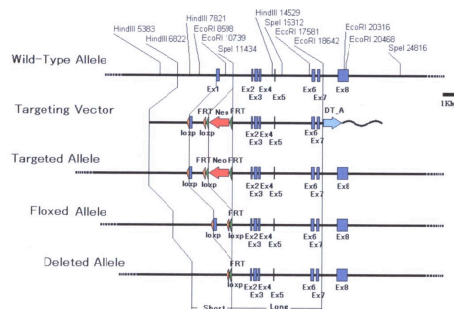 HindIII 5383
HindIII 6822
HindIII 7821
EcoRI 8598
EcoRI 10739
SpeI 11434
HindIII 14529
SpeI 15312
EcoRI 17581
EcoRI 18642
EcoRI 20316
EcoRI 20468
SpeI 24816
Wild-Type Allele
Ex1
Ex2 Ex4
Ex3 Ex5
Ex6
Ex7
Ex8
1Kb
Targeting Vector
FRT Neo FRT
DT_A
loxp loxp
Ex2 Ex4
Ex3 Ex5
Ex6
Ex7
Targeted Allele
FRT Neo FRT
loxp loxp
Ex2 Ex4
Ex3 Ex5
Ex6
Ex7
Ex8
Floxed Allele
FRT
loxp loxp
Ex2 Ex4
Ex3 Ex5
Ex6
Ex7
Ex8
Deleted Allele
FRT
loxp
Ex2 Ex4
Ex3 Ex5
Ex6
Ex7
Ex8
Short Long